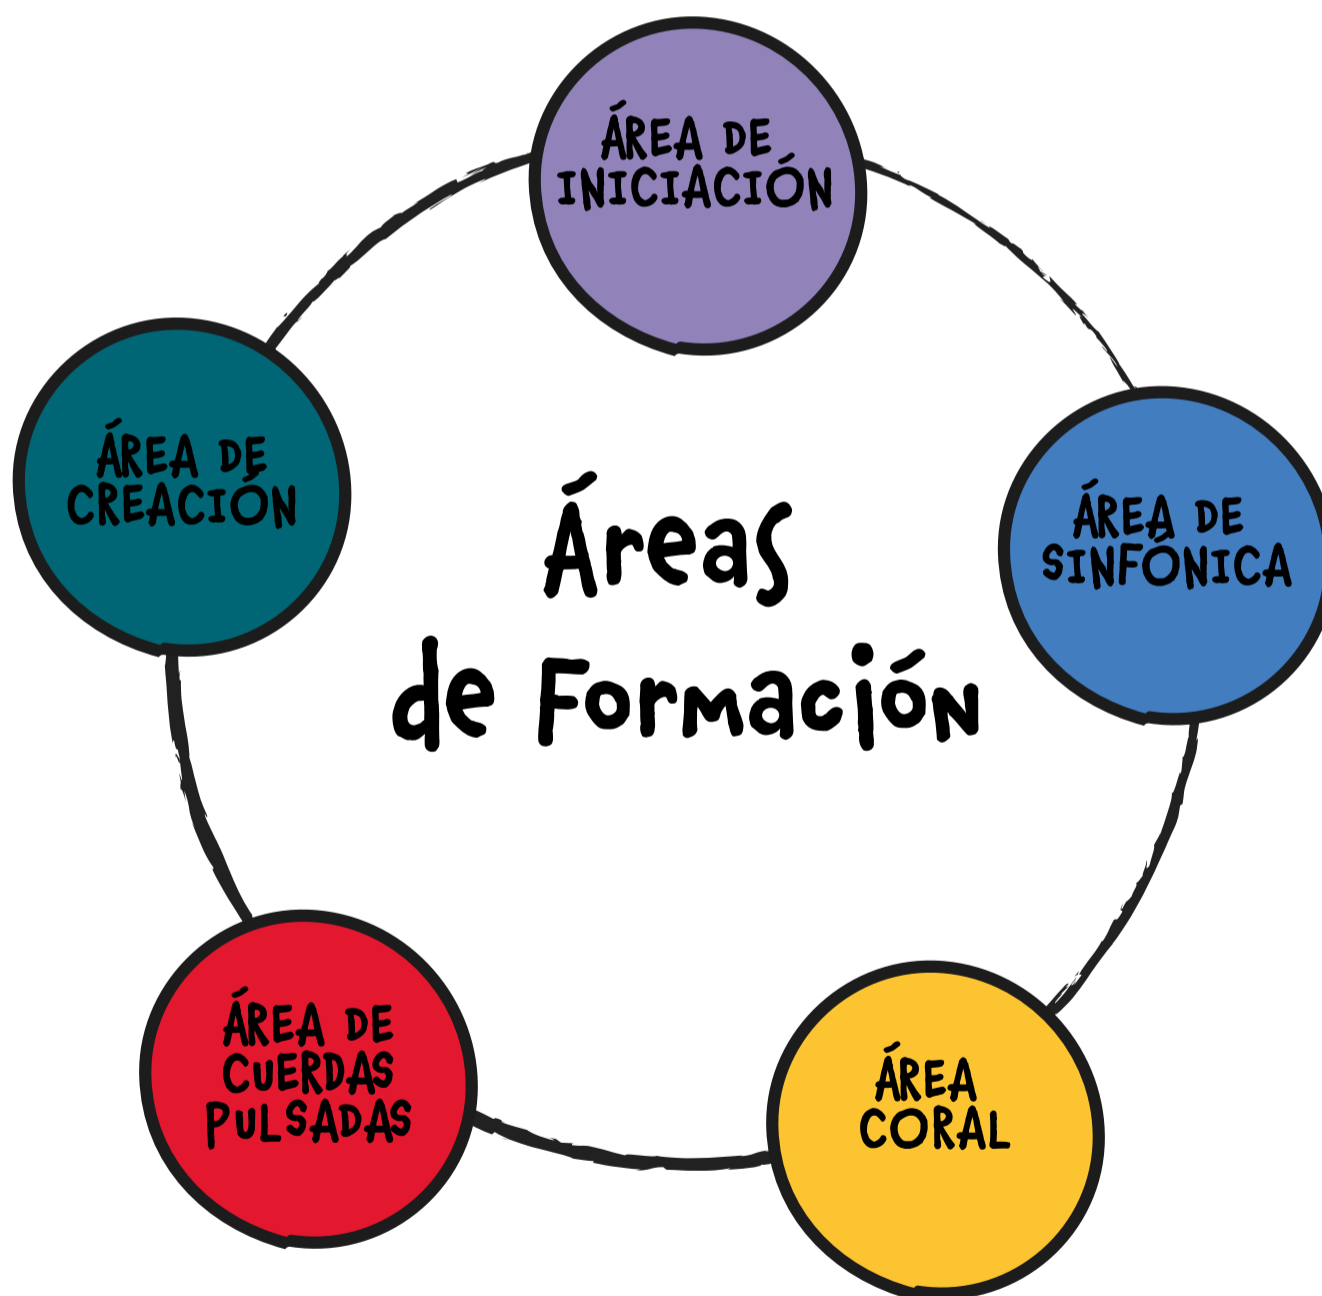 ÁREA DE
INICIACIÓN
ÁREA DE
CREACIÓN
ÁREA DE
SINFÓNICA
Áreas
de Formación
ÁREA DE
CUERDAS
PULSADAS
ÁREA
CORAL